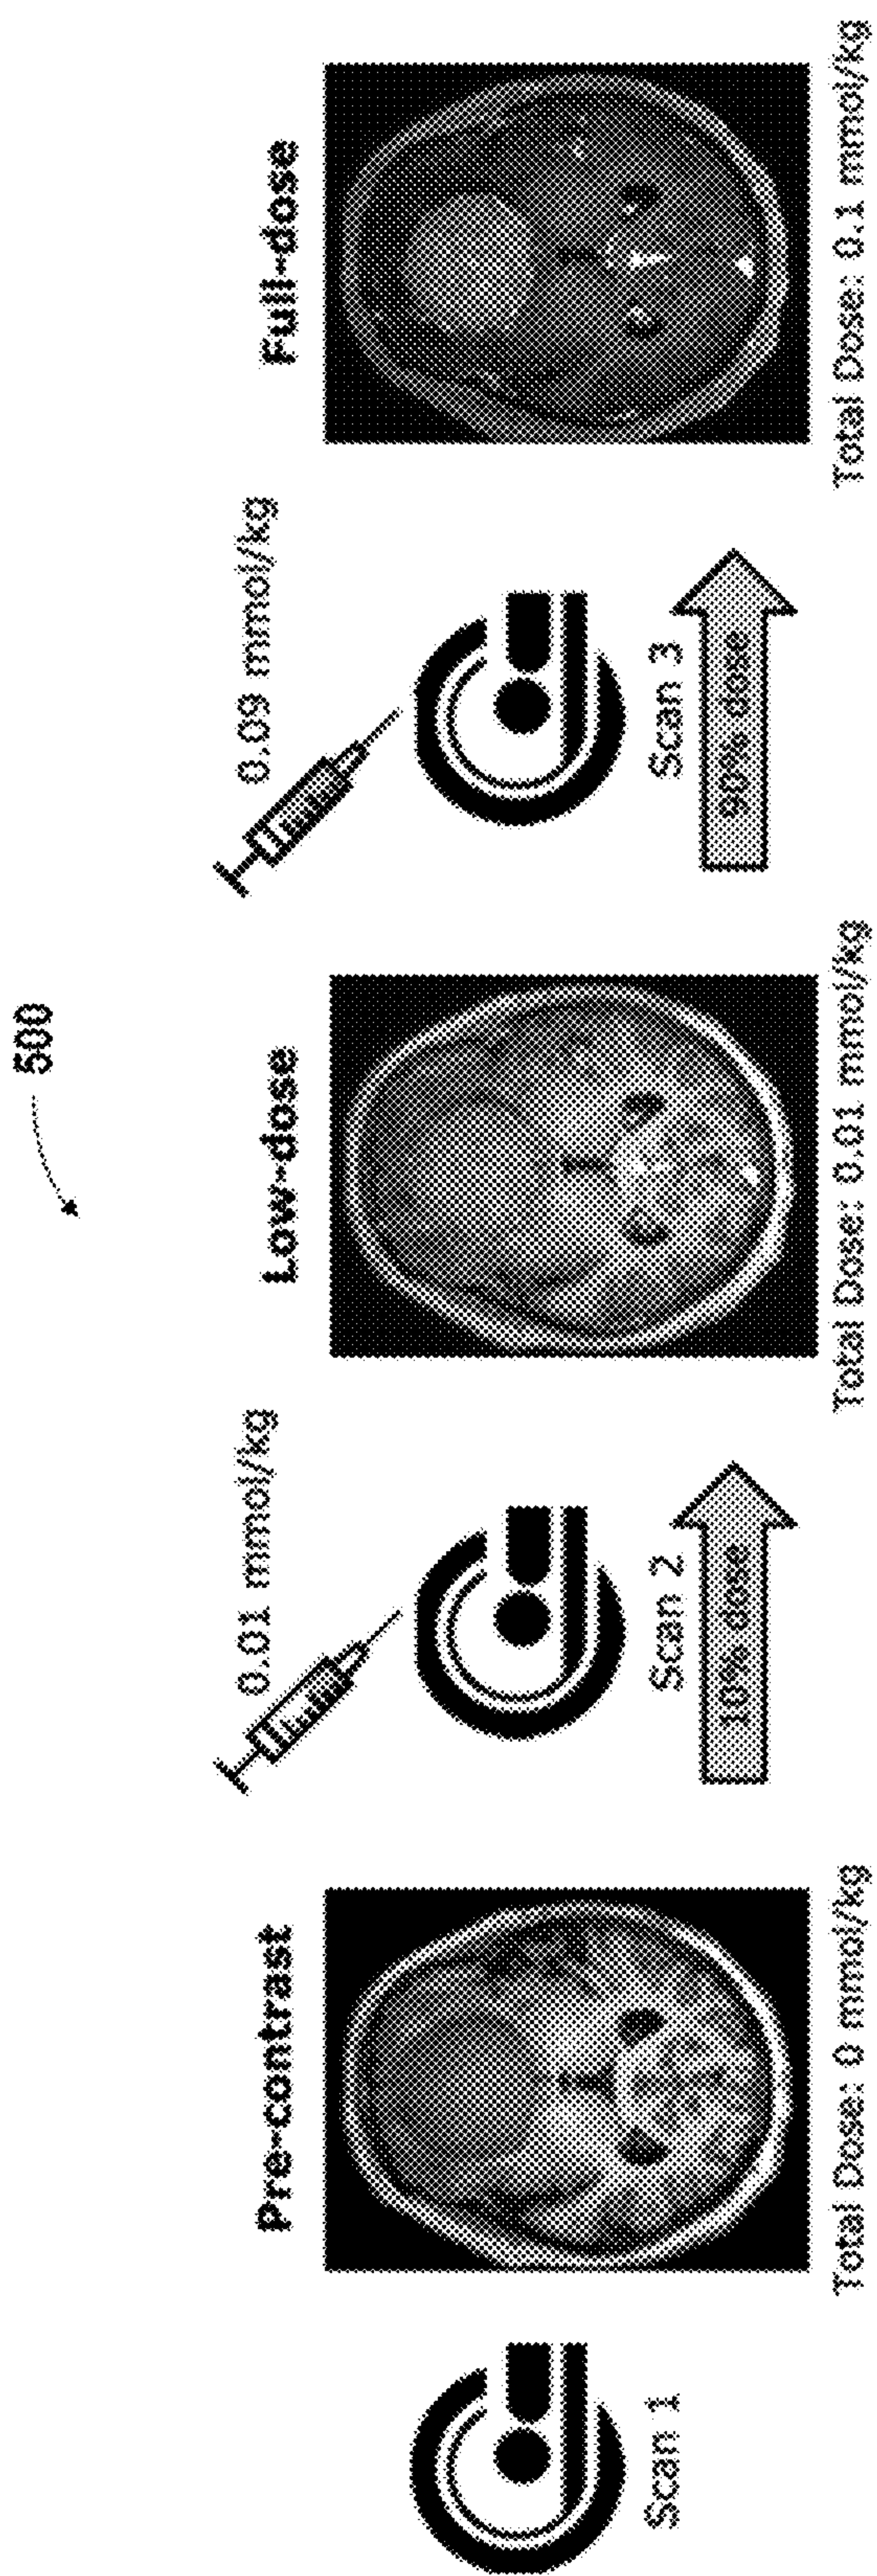 500
Scan 1
Pre-contrast
Total Dose: 0 mmol/kg
0.01 mmol/kg
Scan 2
10% dose
Low-dose
Total Dose: 0.01 mmol/kg
0.09 mmol/kg
Scan 3
90% dose
Full-dose
Total Dose: 0.1 mmol/kg